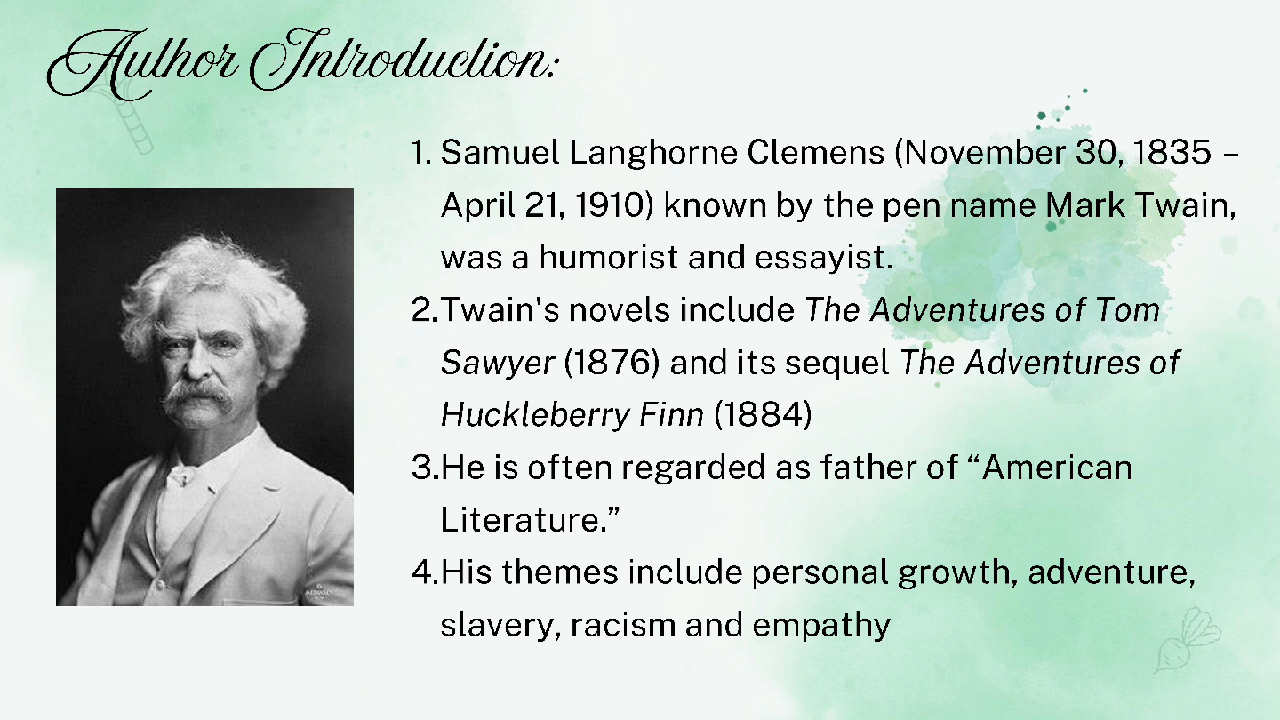 Author Introduction:
1. Samuel Langhorne Clemens (November 30, 1835 –
April 21, 1910) known by the pen name Mark Twain,
was a humorist and essayist.
2.Twain's novels include The Adventures of Tom
Sawyer (1876) and its sequel The Adventures of
Huckleberry Finn (1884)
3.He is often regarded as father of “American
Literature.”
4.His themes include personal growth, adventure,
slavery, racism and empathy